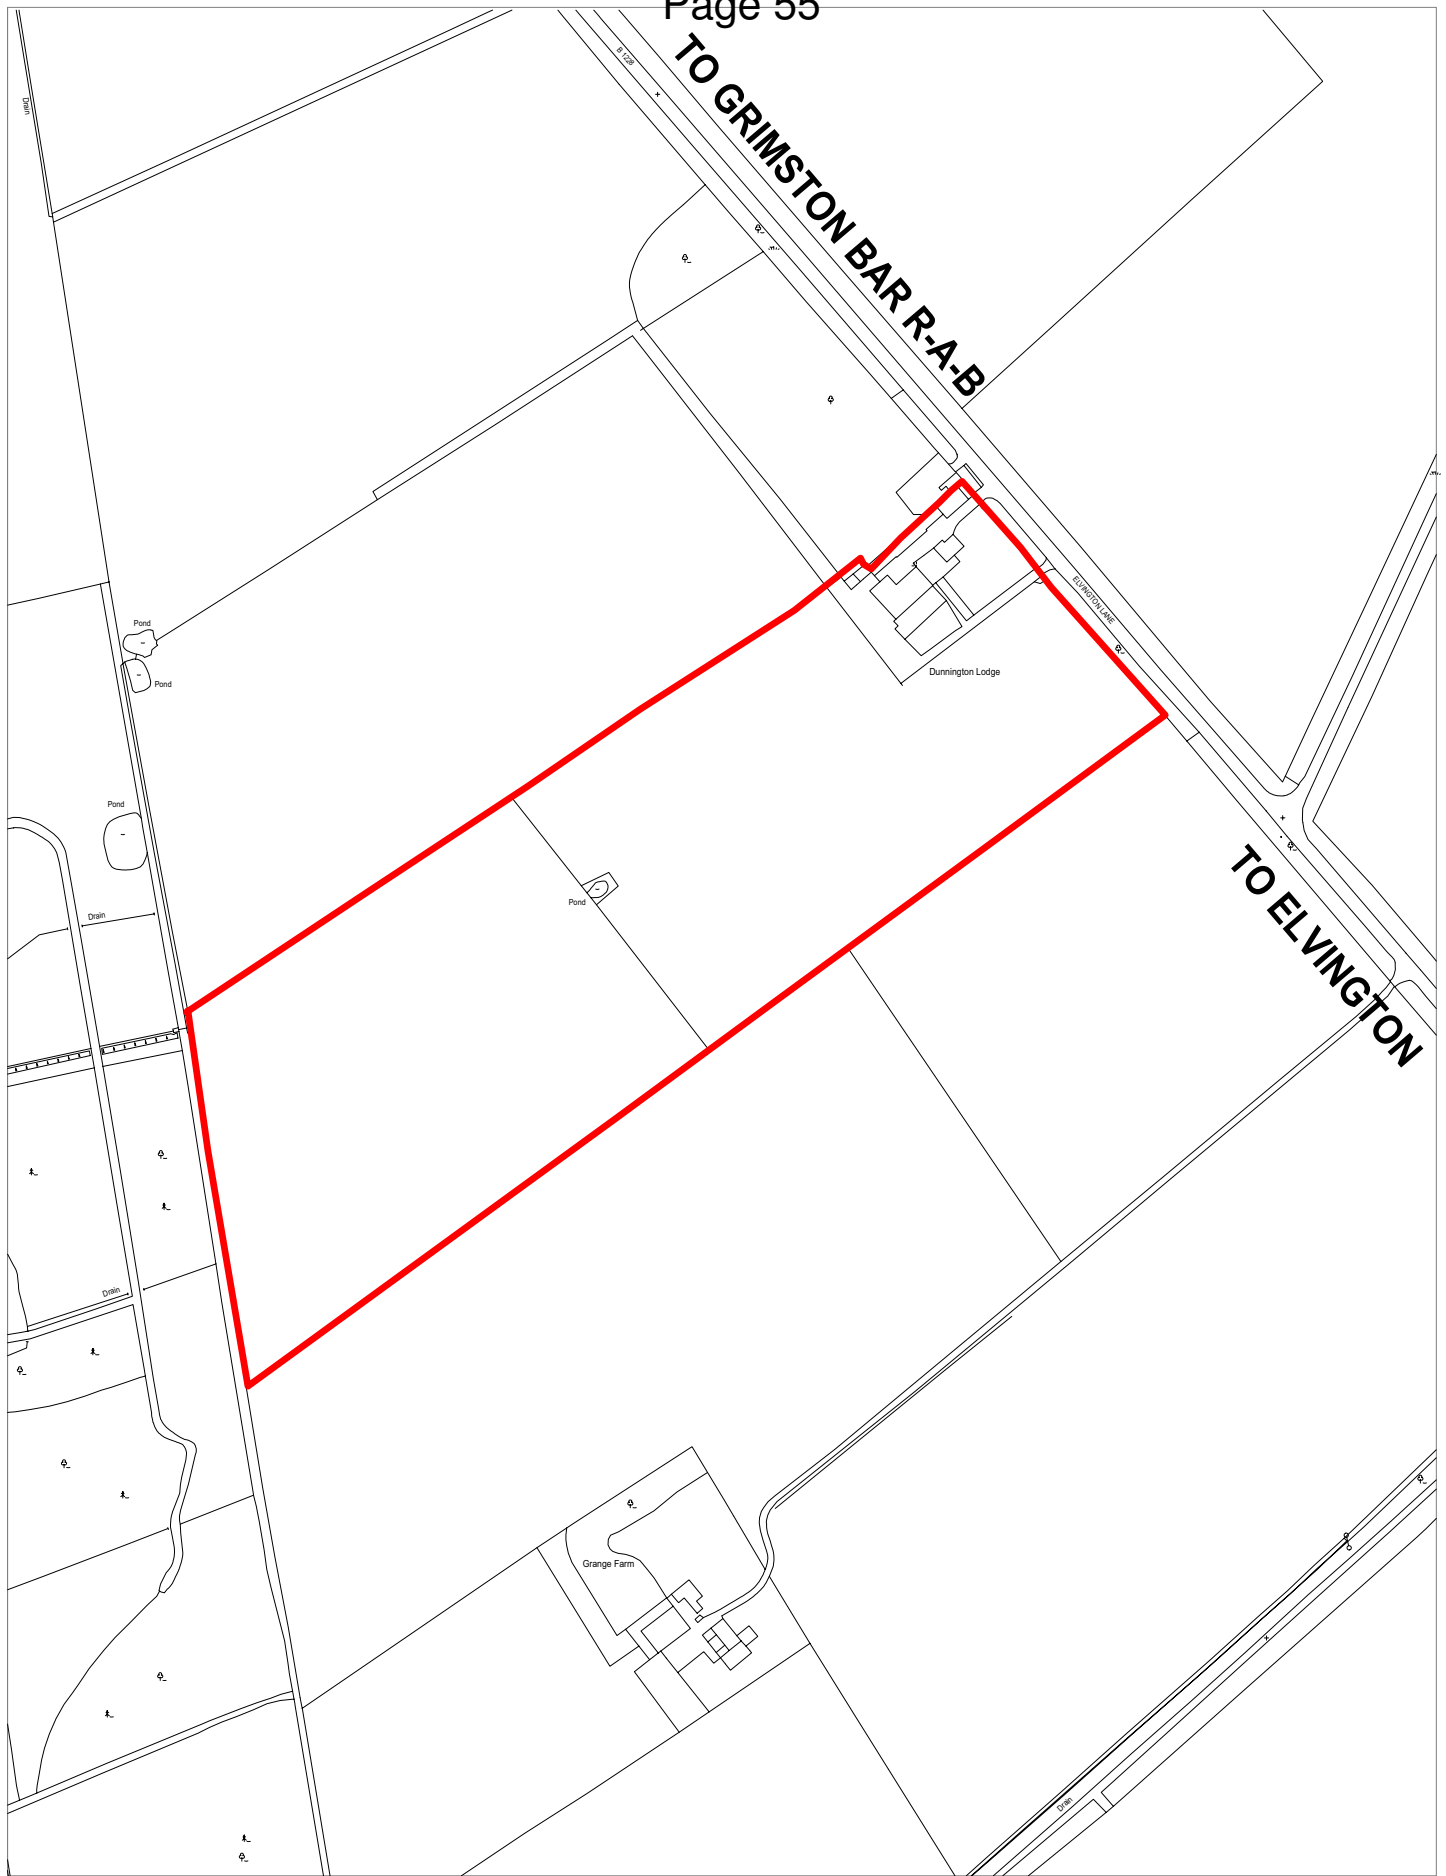 Page 55
B 1228
TO GRIMSTON BAR R-A-B
Drain
Pond
Pond
ELVINGTON LANE
Dunnington Lodge
Pond
TO ELVINGTON
Pond
Drain
Drain
Grange Farm
Drain